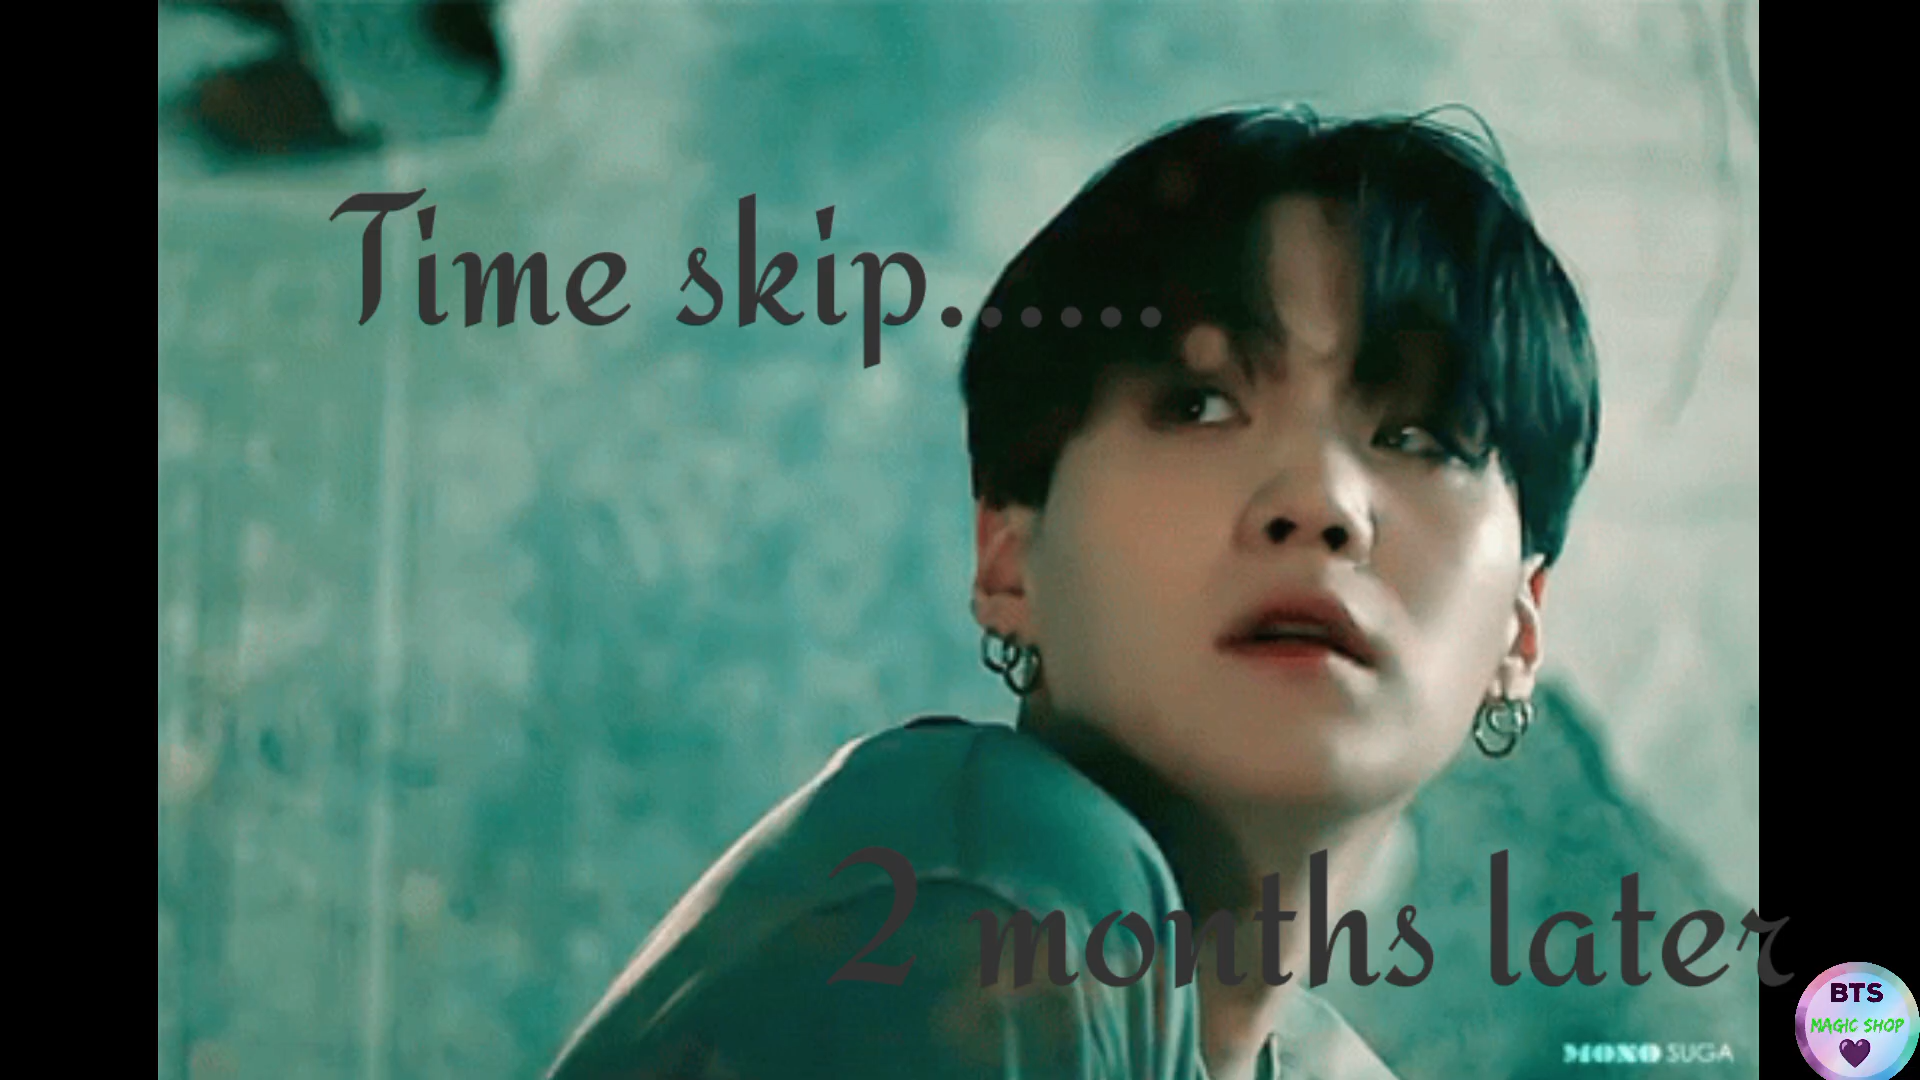 Time skip......
2 months later
BTS
MAGIC SHOP
MONO SUGA